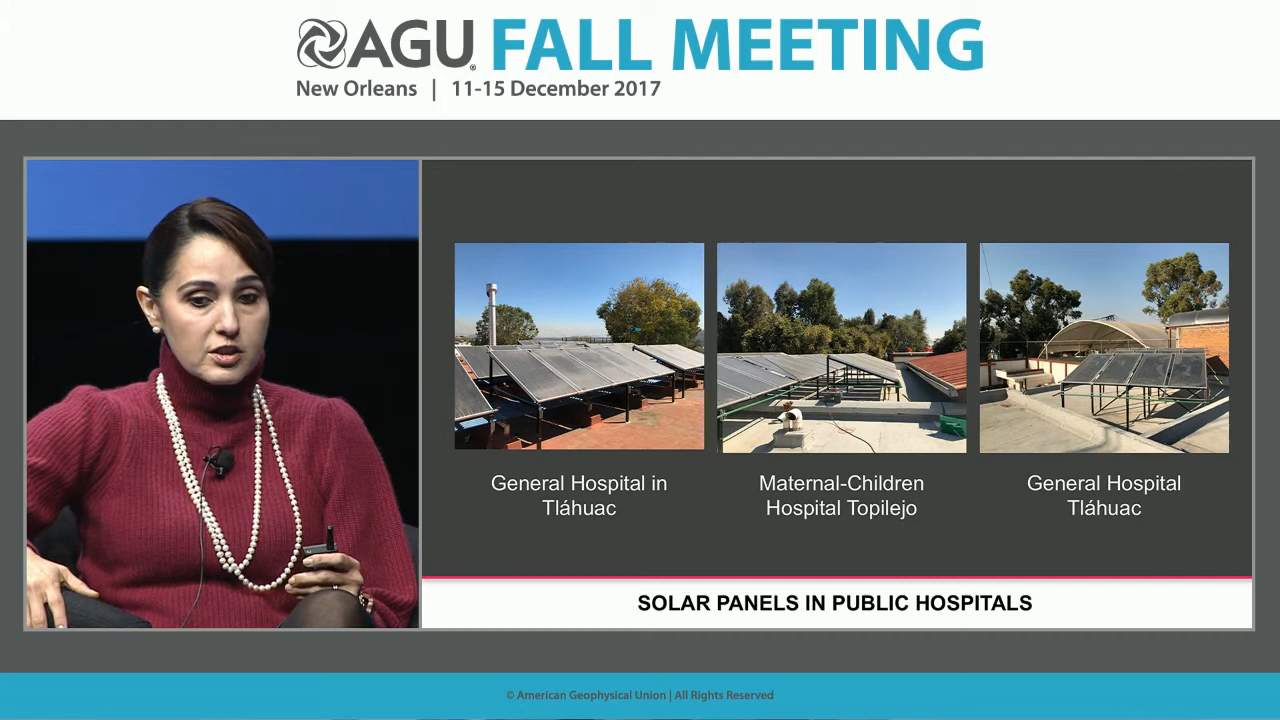 AGU FALL MEETING
New Orleans | 11-15 December 2017
General Hospital in
Tláhuac
Maternal-Children
Hospital Topilejo
General Hospital
Tláhuac
SOLAR PANELS IN PUBLIC HOSPITALS
© American Geophysical Union | All Rights Reserved